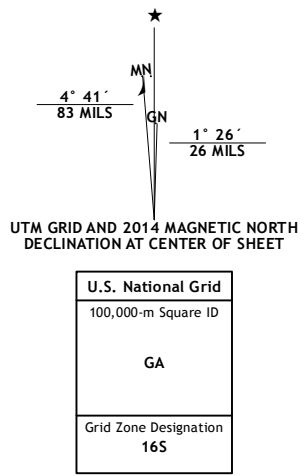 ★
MN
4° 41´
83 MILS
GN
1° 26´
26 MILS
UTM GRID AND 2014 MAGNETIC NORTH
DECLINATION AT CENTER OF SHEET
U.S. National Grid
100,000-m Square ID
GA
Grid Zone Designation
16S